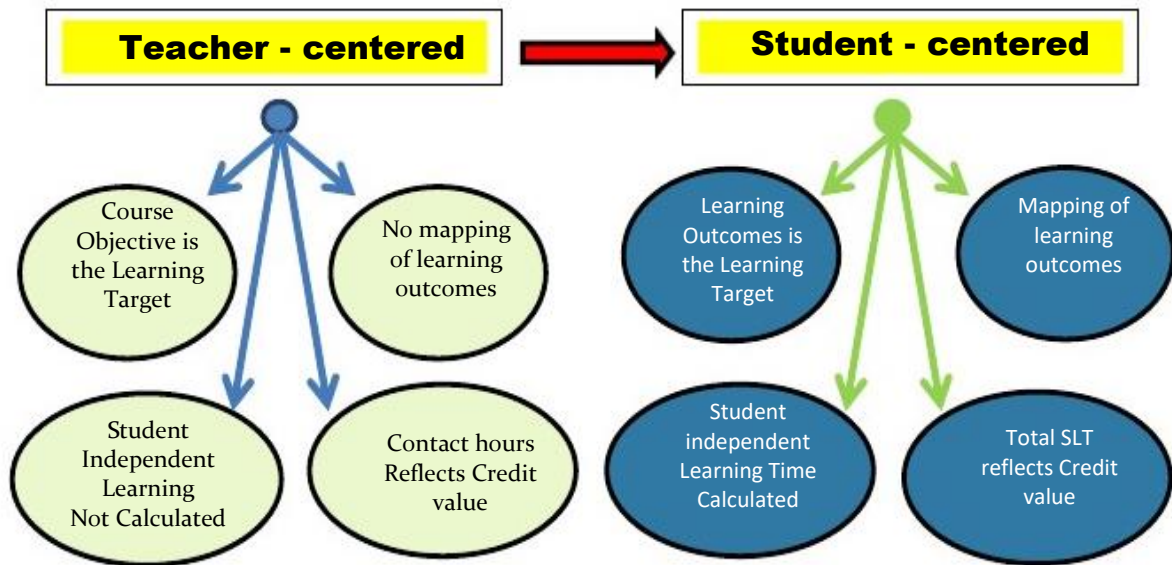 Teacher - centered
Student - centered
Course
Objective is
the Learning
Target
No mapping
of learning
outcomes
Learning
Outcomes is
the Learning
Target
Mapping of
learning
outcomes
Student
Independent
Learning
Not Calculated
Contact hours
Reflects Credit
value
Student
independent
Learning Time
Calculated
Total SLT
reflects Credit
value